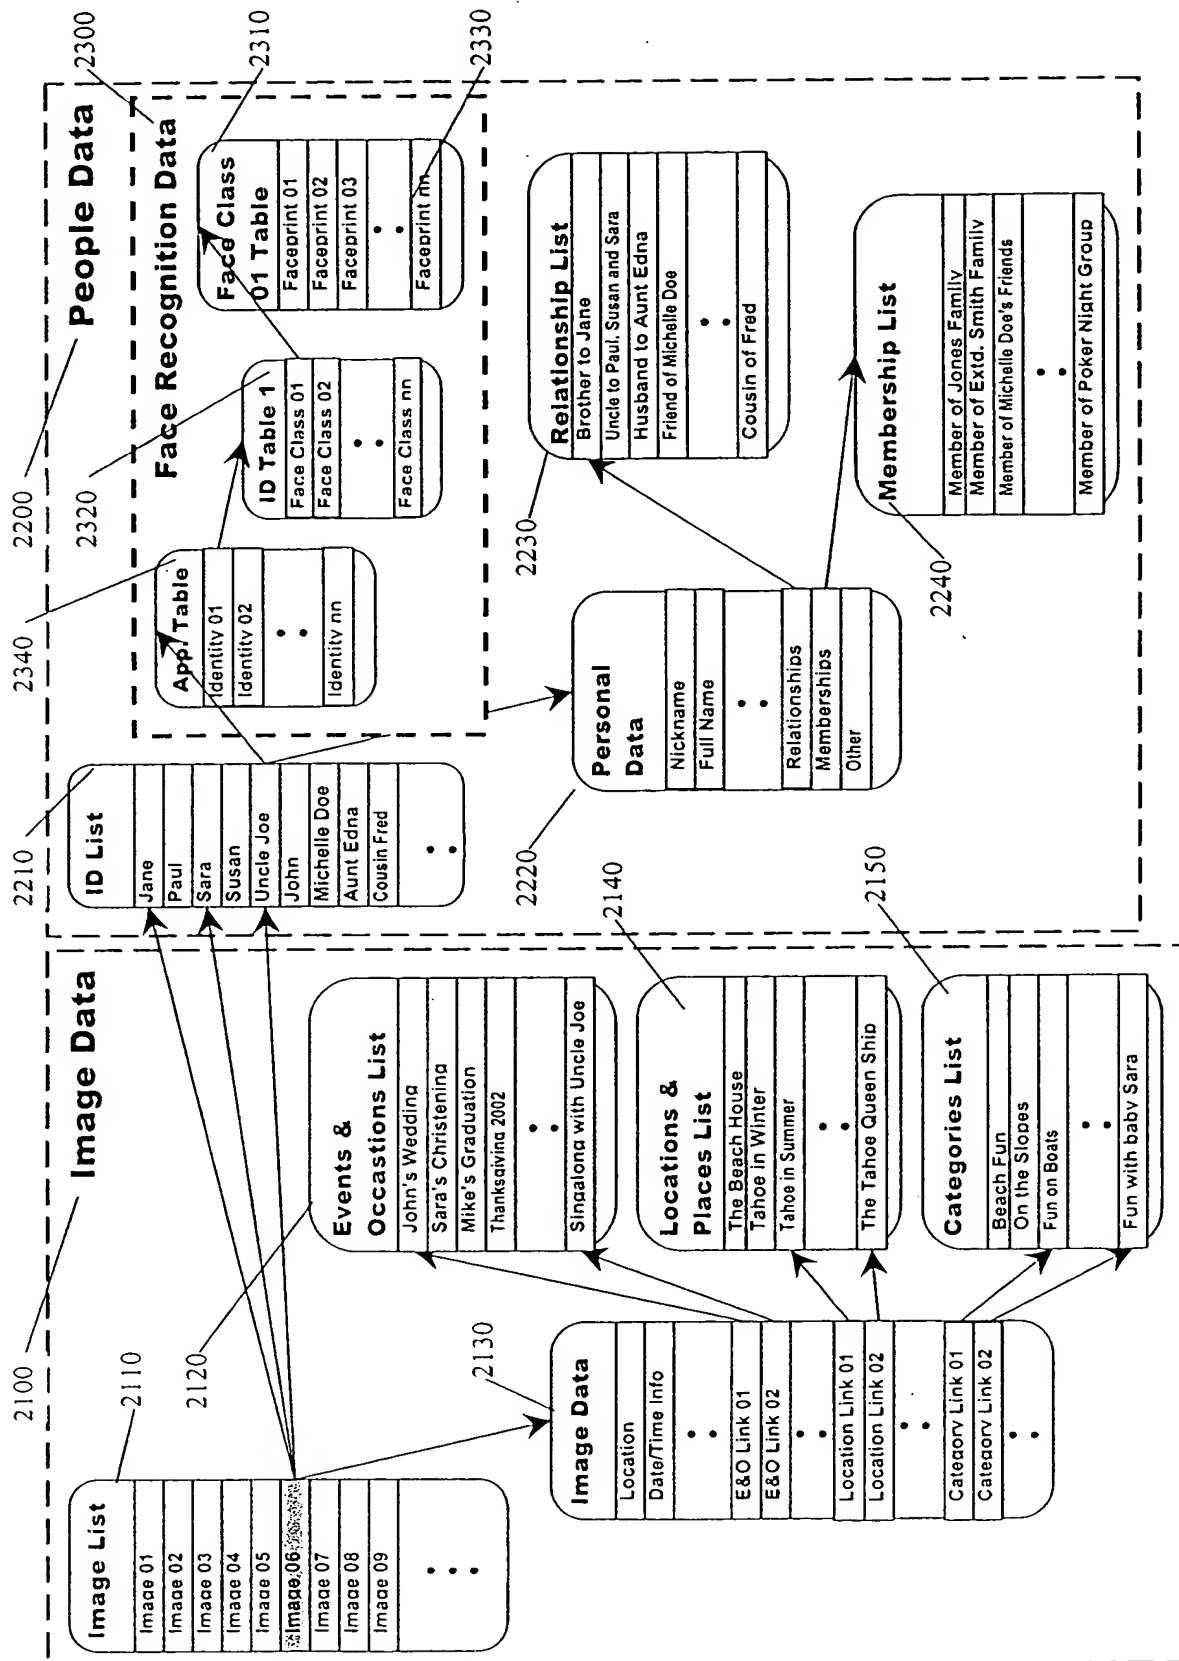 2100
Image Data
2110
Image List
Image 01
Image 02
Image 03
Image 04
Image 05
Image 06
Image 07
Image 08
Image 09
2120
Events &
Occastions List
John's Wedding
Sara's Christening
Mike's Graduation
Thanksgiving 2002
Singalong with Uncle Joe
2130
Image Data
Location
Date/Time Info
E&O Link 01
E&O Link 02
Location Link 01
Location Link 02
Category Link 01
Category Link 02
2140
Locations &
Places List
The Beach House
Tahoe in Winter
Tahoe in Summer
The Tahoe Queen Ship
2150
Categories List
Beach Fun
On the Slopes
Fun on Boats
Fun with baby Sara
2200
People Data
2210
ID List
Jane
Paul
Sara
Susan
Uncle Joe
John
Michelle Doe
Aunt Edna
Cousin Fred
2300
Face Recognition Data
2340
App. Table
Identity 01
Identity 02
Identity nn
2320
ID Table 1
Face Class 01
Face Class 02
Face Class nn
2310
Face Class
01 Table
Faceprint 01
Faceprint 02
Faceprint 03
Faceprint nn
2330
2220
Personal
Data
Nickname
Full Name
Relationships
Memberships
Other
2230
Relationship List
Brother to Jane
Uncle to Paul, Susan and Sara
Husband to Aunt Edna
Friend of Michelle Doe
Cousin of Fred
2240
Membership List
Member of Jones Family
Member of Extd. Smith Family
Member of Michelle Doe's Friends
Member of Poker Night Group